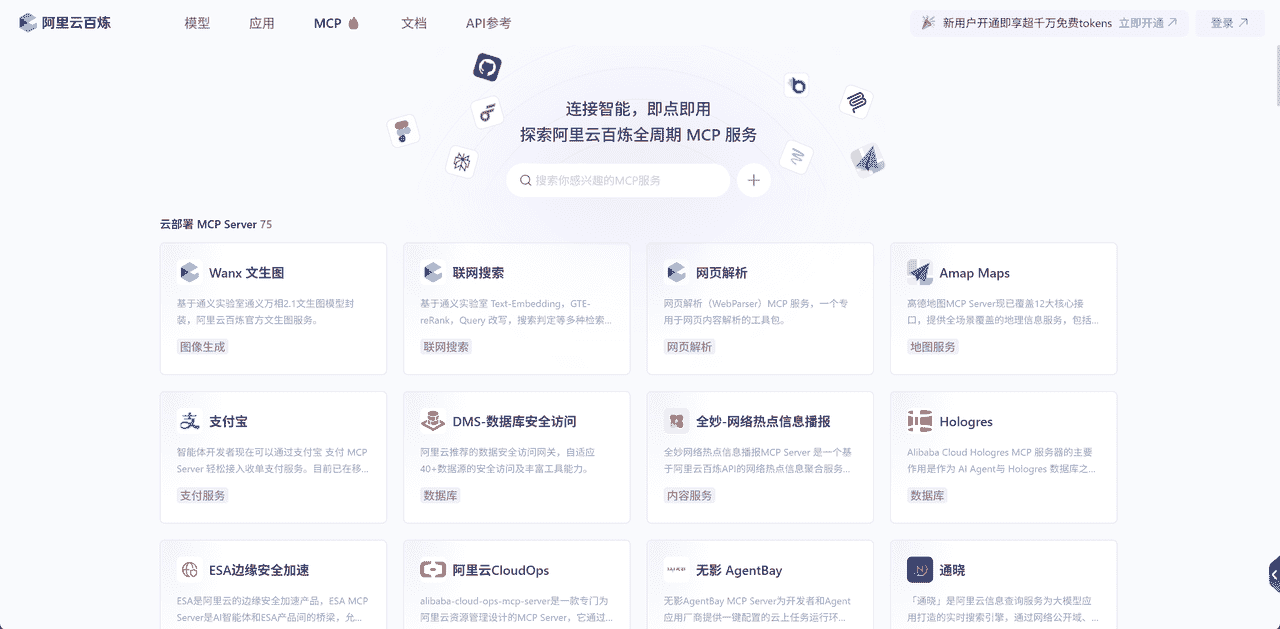 阿里云百炼
模型
应用
MCP
文档
API参考
新用户开通即享超千万免费tokens 立即开通
登录
连接智能，即点即用
探索阿里云百炼全周期 MCP 服务
搜索你感兴趣的MCP服务
云部署 MCP Server 75
Wanx 文生图
基于通义实验室通义万相2.1文生图模型封
装，阿里云百炼官方文生图服务。
图像生成
联网搜索
基于通义实验室 Text-Embedding，GTE-
reRank，Query 改写，搜索判定等多种检索...
联网搜索
网页解析
网页解析（WebParser）MCP 服务，一个专
用于网页内容解析的工具包。
网页解析
Amap Maps
高德地图MCP Server现已覆盖12大核心接
口，提供全场景覆盖的地理信息服务，包括...
地图服务
支付宝
智能体开发者现在可以通过支付宝 支付 MCP
Server 轻松接入收单支付服务。目前已在移...
支付服务
DMS-数据库安全访问
阿里云推荐的数据安全访问网关，自适应
40+数据源的安全访问及丰富工具能力。
数据库
全妙-网络热点信息播报
全妙网络热点信息播报MCP Server 是一个基
于阿里云百炼API的网络热点信息聚合服务...
内容服务
Hologres
Alibaba Cloud Hologres MCP 服务器的主要
作用是作为 AI Agent与 Hologres 数据库之...
数据库
ESA边缘安全加速
ESA是阿里云的边缘安全加速产品，ESA MCP
Server是AI智能体和ESA产品间的桥梁，允...
阿里云CloudOps
alibaba-cloud-ops-mcp-server是一款专门为
阿里云资源管理设计的MCP Server，它通过...
无影 AgentBay
无影AgentBay MCP Server为开发者和Agent
应用厂商提供一键配置的云上任务运行环...
通晓
「通晓」是阿里云信息查询服务为大模型应
用打造的实时搜索引擎，通过网络公开域、...